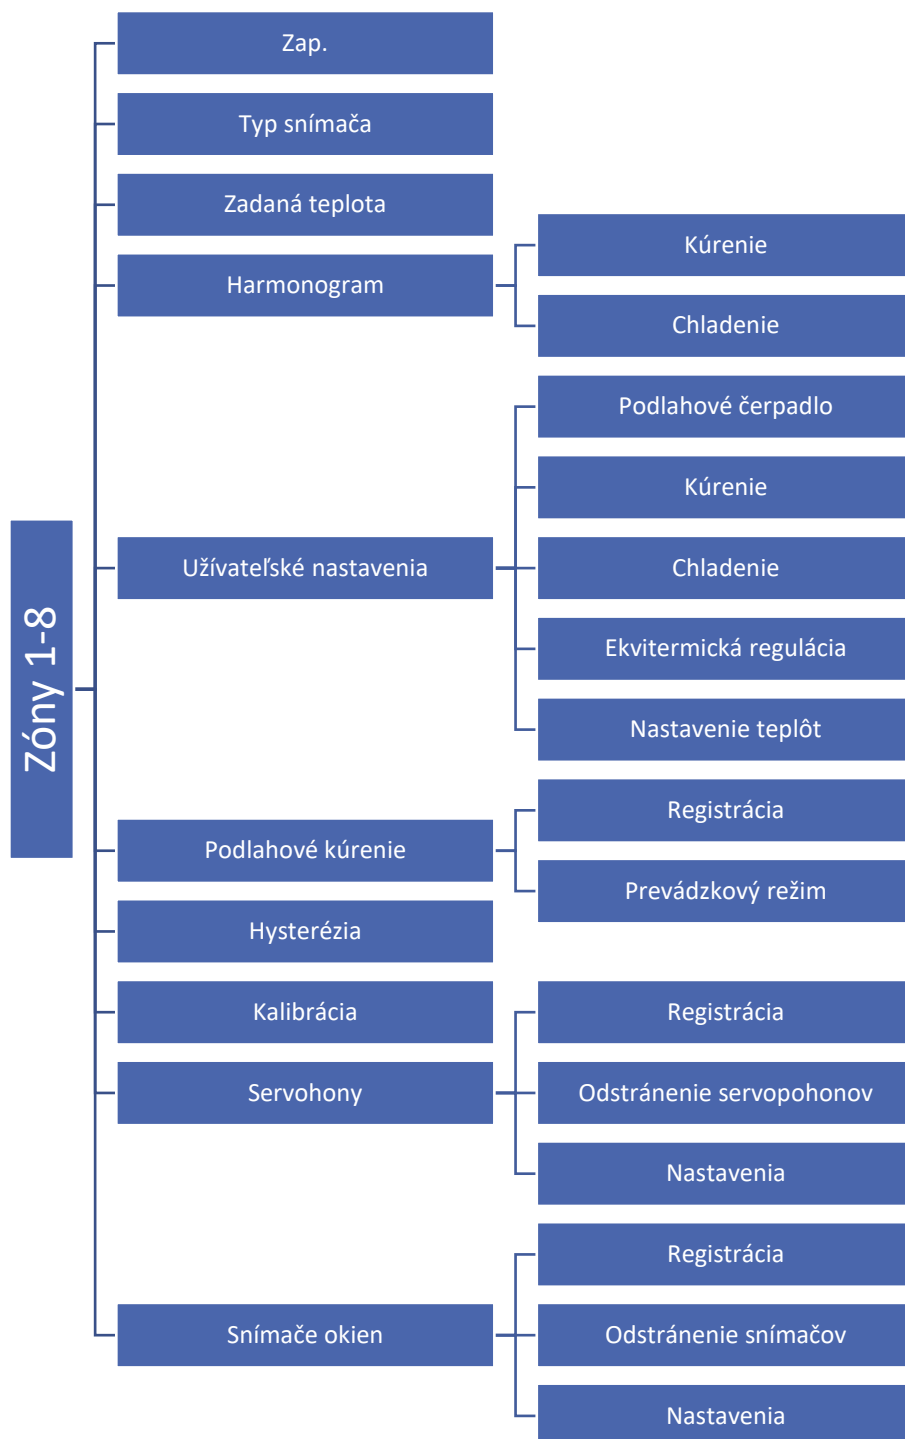 Zóny 1-8
Zap.
Typ snímača
Zadaná teplota
Harmonogram
Kúrenie
Chladenie
Užívateľské nastavenia
Podlahové čerpadlo
Kúrenie
Chladenie
Ekvitermická regulácia
Nastavenie teplôt
Podlahové kúrenie
Registrácia
Prevádzkový režim
Hysterézia
Kalibrácia
Servohony
Registrácia
Odstránenie servopohonov
Nastavenia
Snímače okien
Registrácia
Odstránenie snímačov
Nastavenia